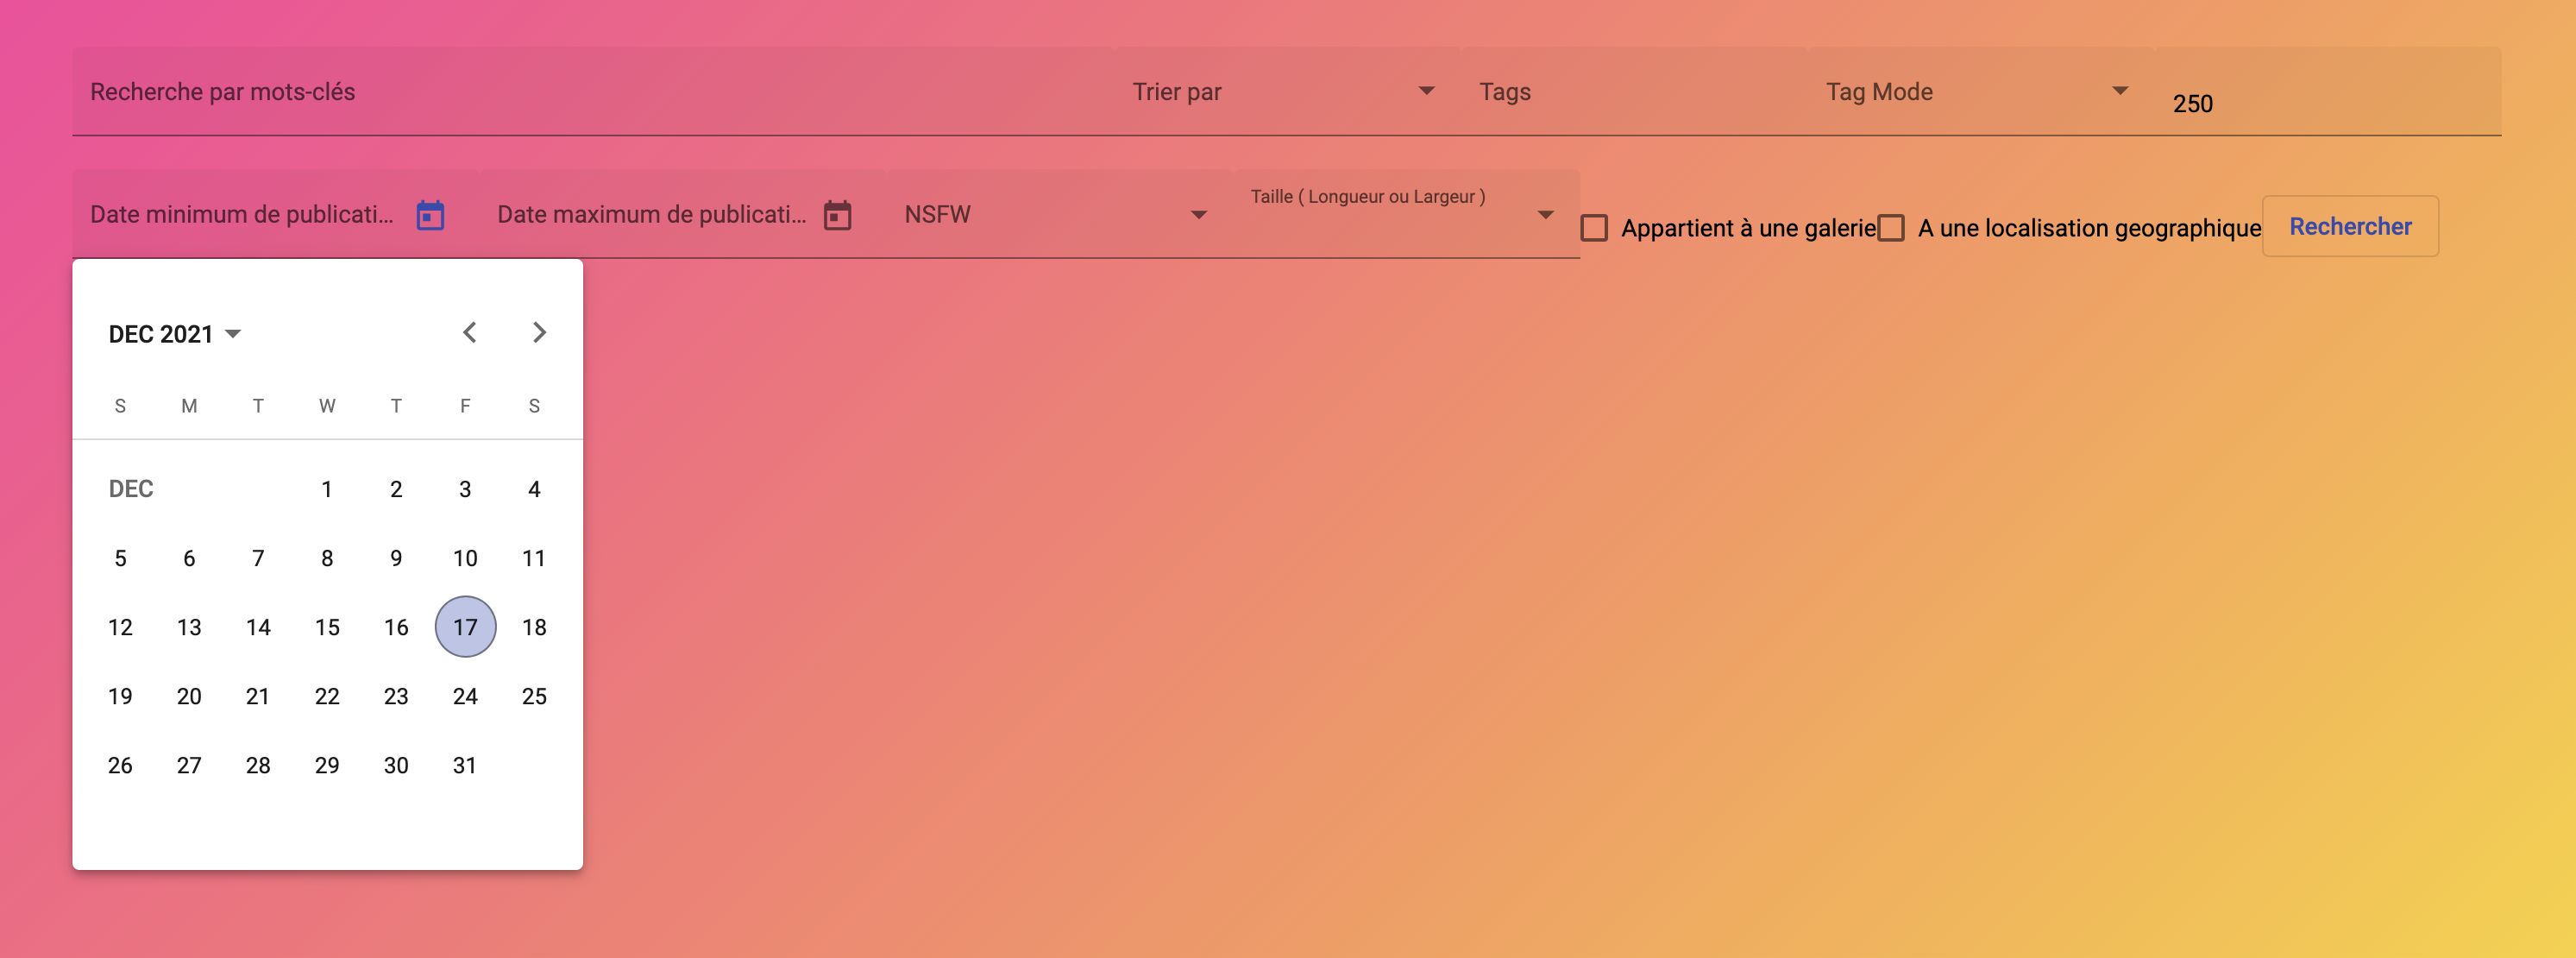 Recherche par mots-clés Trier par Tags Tag Mode 250
Date minimum de publicati... Date maximum de publicati... NSFW Taille ( Longueur ou Largeur ) Appartient à une galerie A une localisation geographique Rechercher
DEC 2021
S M T W T F S
DEC 1 2 3 4
5 6 7 8 9 10 11
12 13 14 15 16 17 18
19 20 21 22 23 24 25
26 27 28 29 30 31